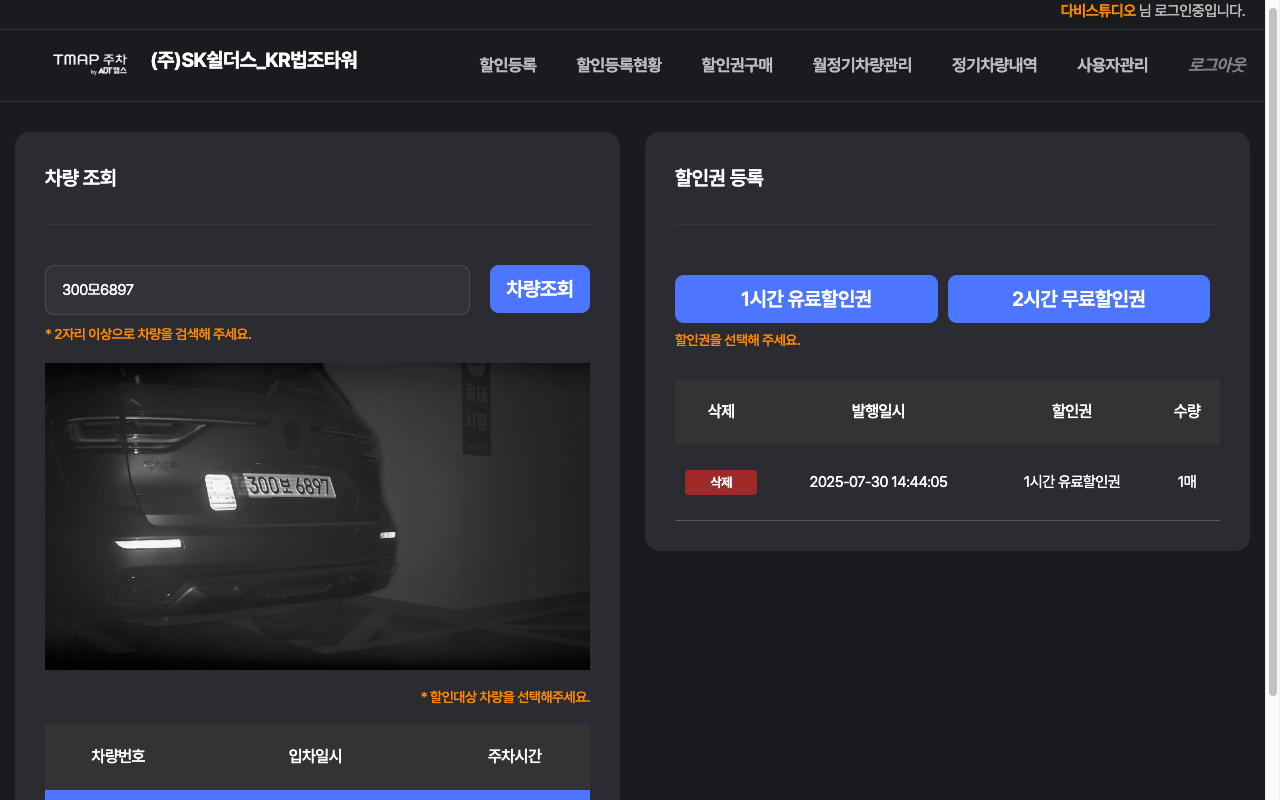 다비스튜디오 님 로그인중입니다.
TMAP 주차
by ADT캡스
(주)SK쉴더스_KR법조타워
할인등록
할인등록현황
할인권구매
월정기차량관리
정기차량내역
사용자관리
로그아웃
차량 조회
300모6897
차량조회
* 2자리 이상으로 차량을 검색해 주세요.
절대
서행
300보 6897
* 할인대상 차량을 선택해주세요.
차량번호 입차일시 주차시간
할인권 등록
1시간 유료할인권
2시간 무료할인권
할인권을 선택해 주세요.
삭제 발행일시 할인권 수량
삭제 2025-07-30 14:44:05 1시간 유료할인권 1매